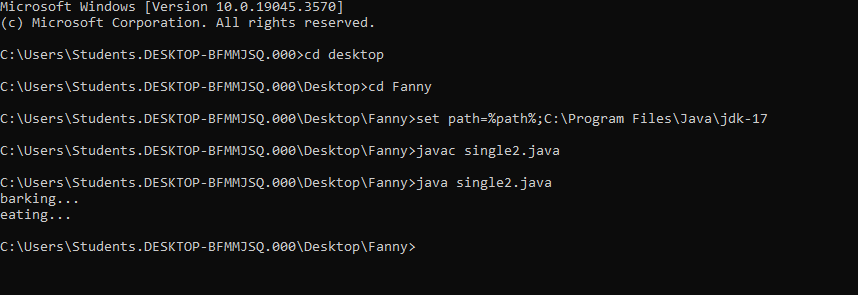 Microsoft Windows [Version 10.0.19045.3570]
(c) Microsoft Corporation. All rights reserved.
C:\Users\Students.DESKTOP-BFMMJSQ.000>cd desktop
C:\Users\Students.DESKTOP-BFMMJSQ.000\Desktop>cd Fanny
C:\Users\Students.DESKTOP-BFMMJSQ.000\Desktop\Fanny>set path=%path%;C:\Program Files\Java\jdk-17
C:\Users\Students.DESKTOP-BFMMJSQ.000\Desktop\Fanny>javac single2.java
C:\Users\Students.DESKTOP-BFMMJSQ.000\Desktop\Fanny>java single2.java
barking...
eating...
C:\Users\Students.DESKTOP-BFMMJSQ.000\Desktop\Fanny>